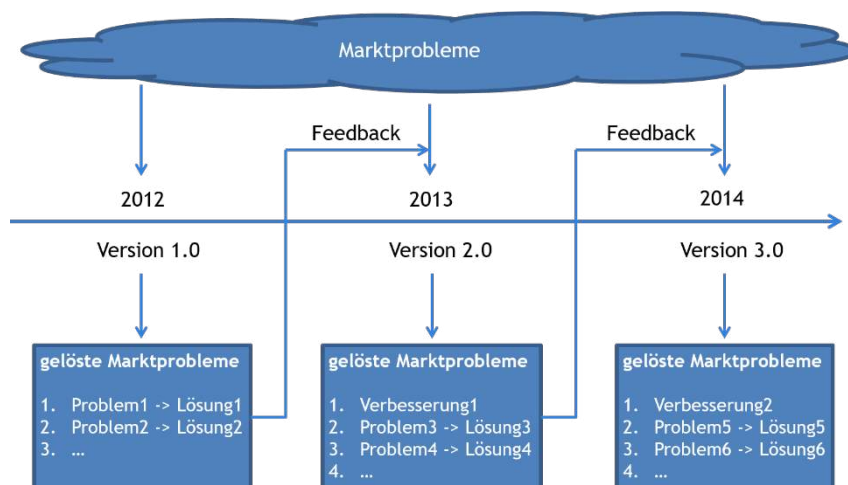 Marktprobleme
Feedback
Feedback
2012
2013
2014
Version 1.0
Version 2.0
Version 3.0
gelöste Marktprobleme
1. Problem1 -> Lösung1
2. Problem2 -> Lösung2
3. ...
gelöste Marktprobleme
1. Verbesserung1
2. Problem3 -> Lösung3
3. Problem4 -> Lösung4
4. ...
gelöste Marktprobleme
1. Verbesserung2
2. Problem5 -> Lösung5
3. Problem6 -> Lösung6
4. ...